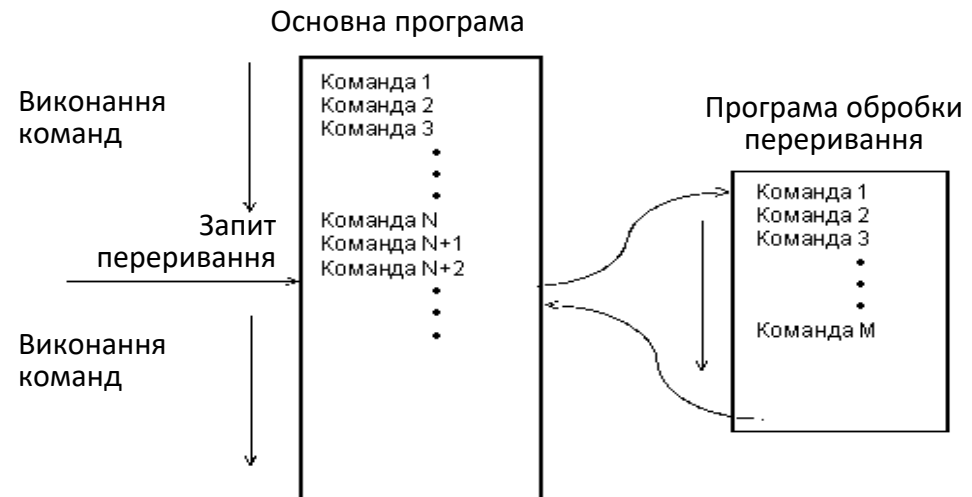 Основна програма
Виконання
команд
Команда 1
Команда 2
Команда 3
Запит
переривання
Команда N
Команда N+1
Команда N+2
Виконання
команд
Програма обробки
переривання
Команда 1
Команда 2
Команда 3
Команда М